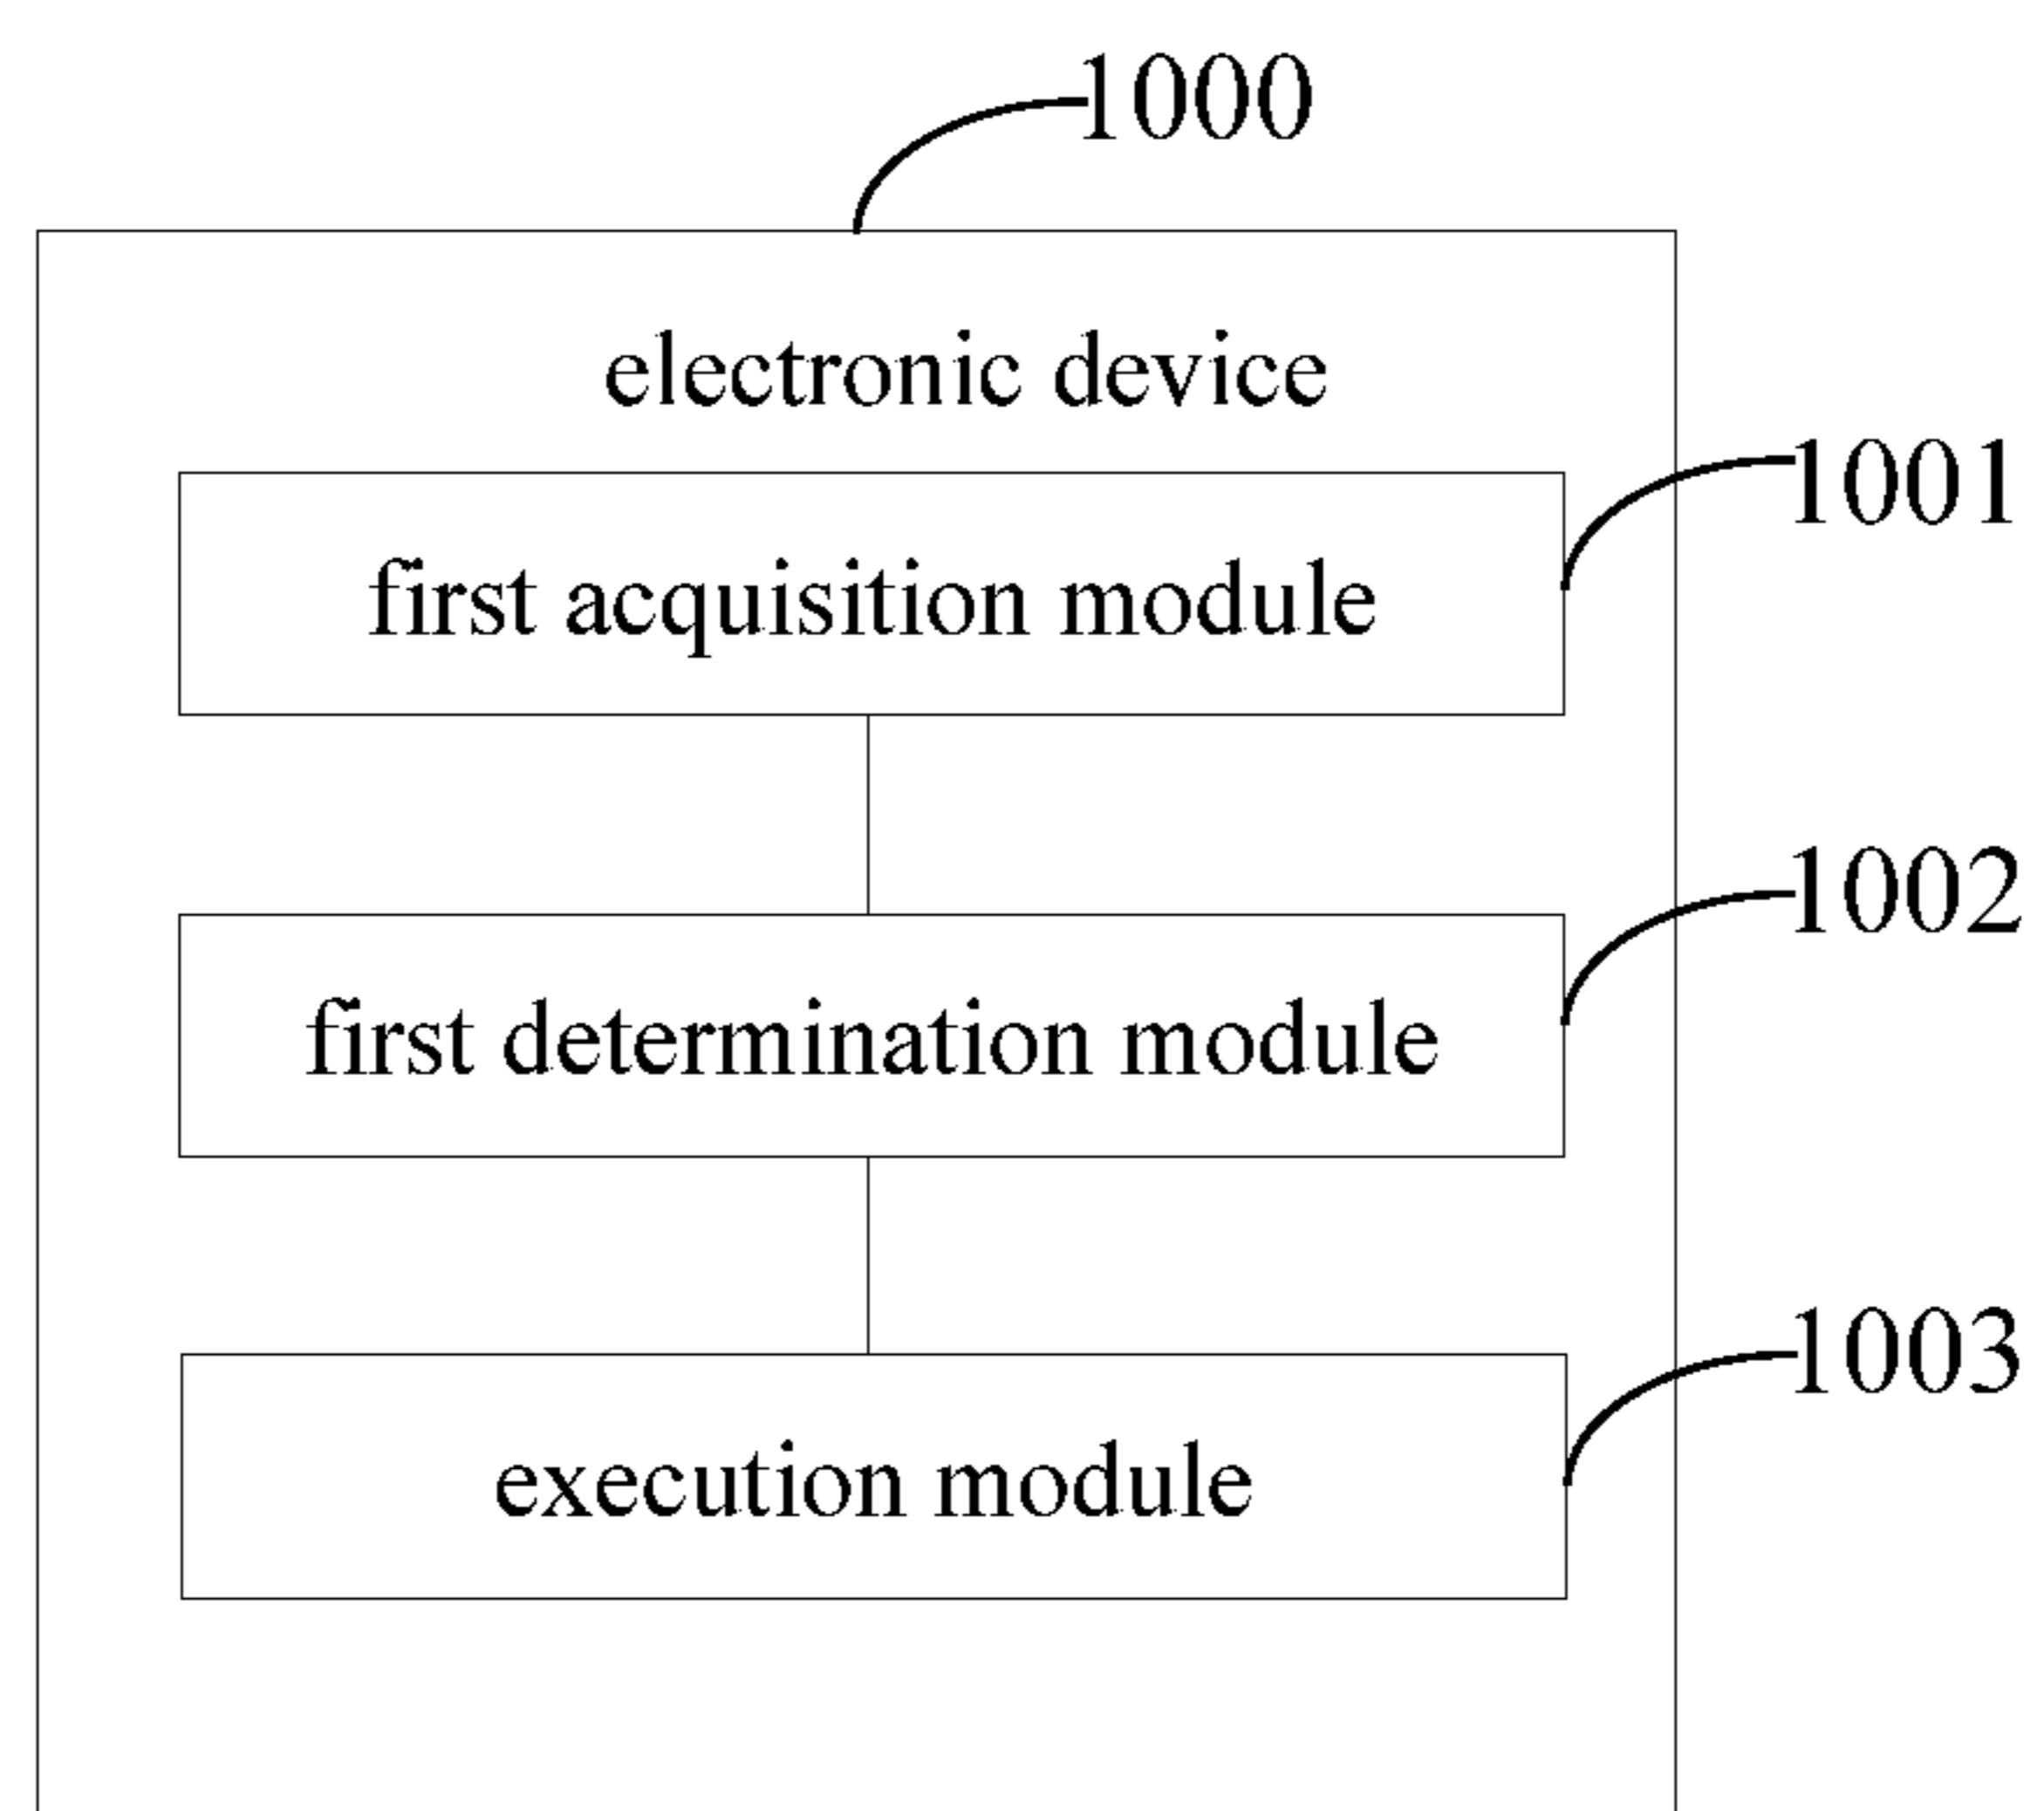 1000
electronic device
1001
first acquisition module
1002
first determination module
1003
execution module